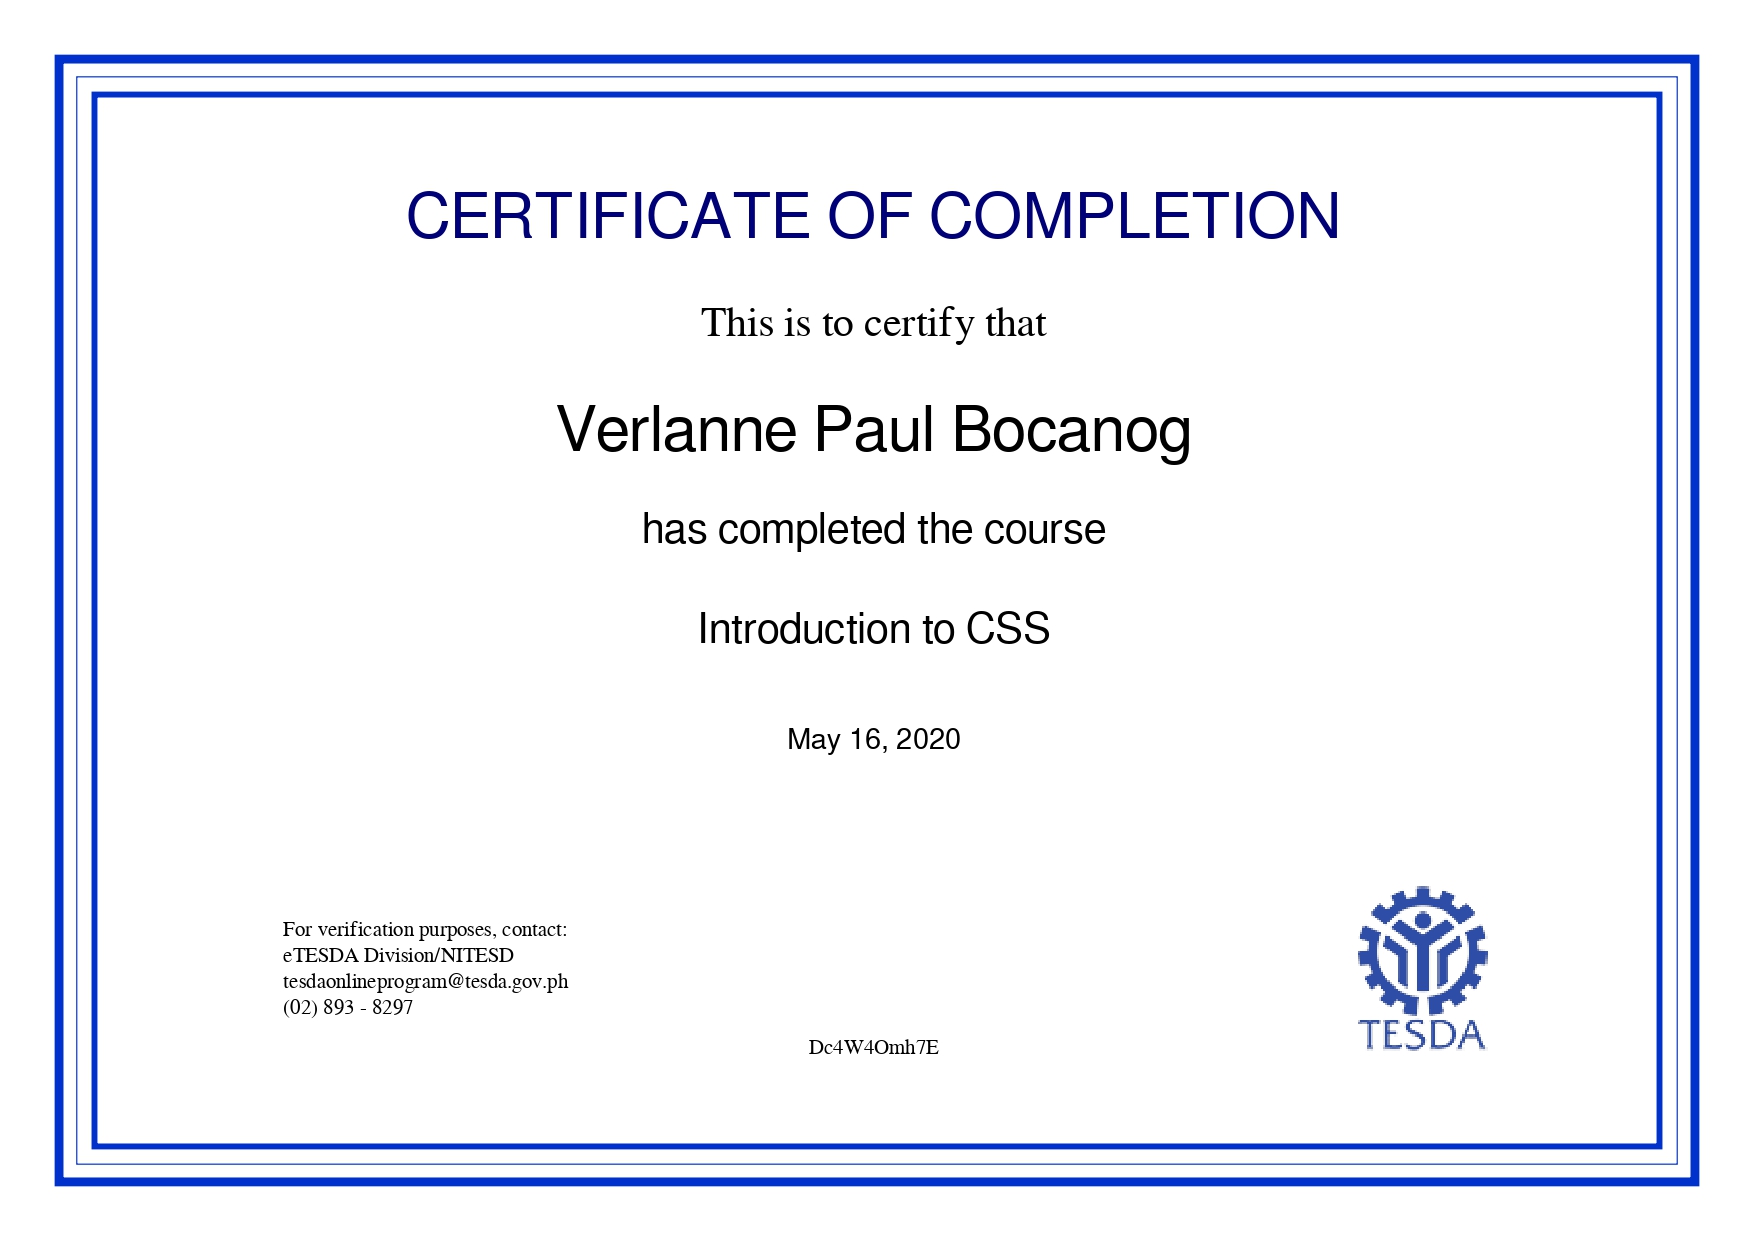 CERTIFICATE OF COMPLETION
This is to certify that
Verlanne Paul Bocanog
has completed the course
Introduction to CSS
May 16, 2020
For verification purposes, contact:
eTESDA Division/NITESD
tesdaonlineprogram@tesda.gov.ph
(02) 893 - 8297
Dc4W4Omh7E
TESDA